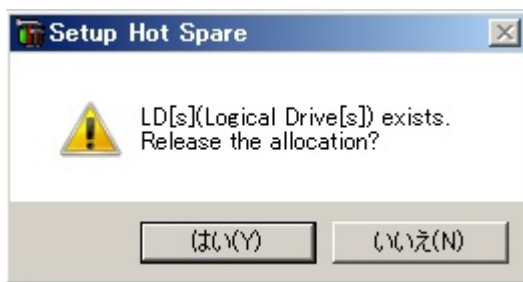 Setup Hot Spare
LD[s](Logical Drive[s]) exists.
Release the allocation?
はい(Y)
いいえ(N)